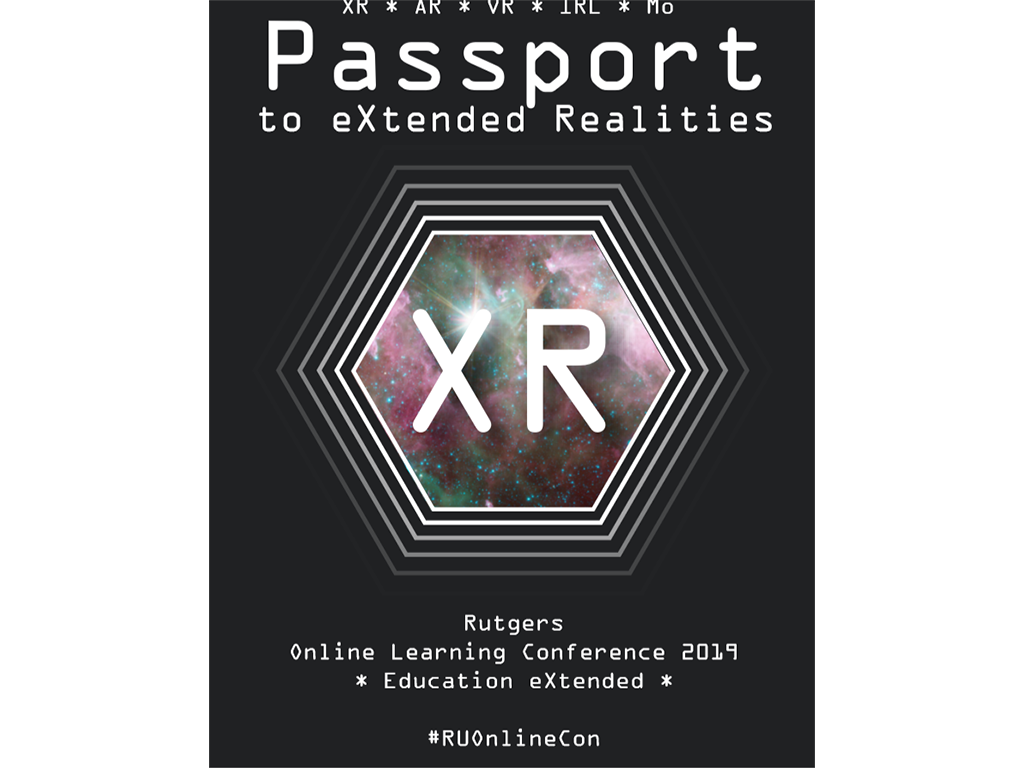 XR * AR * VR * IRL * Mo
Passport
to eXtended Realities
XR
Rutgers
Online Learning Conference 2019
* Education eXtended *
#RUOnlineCon